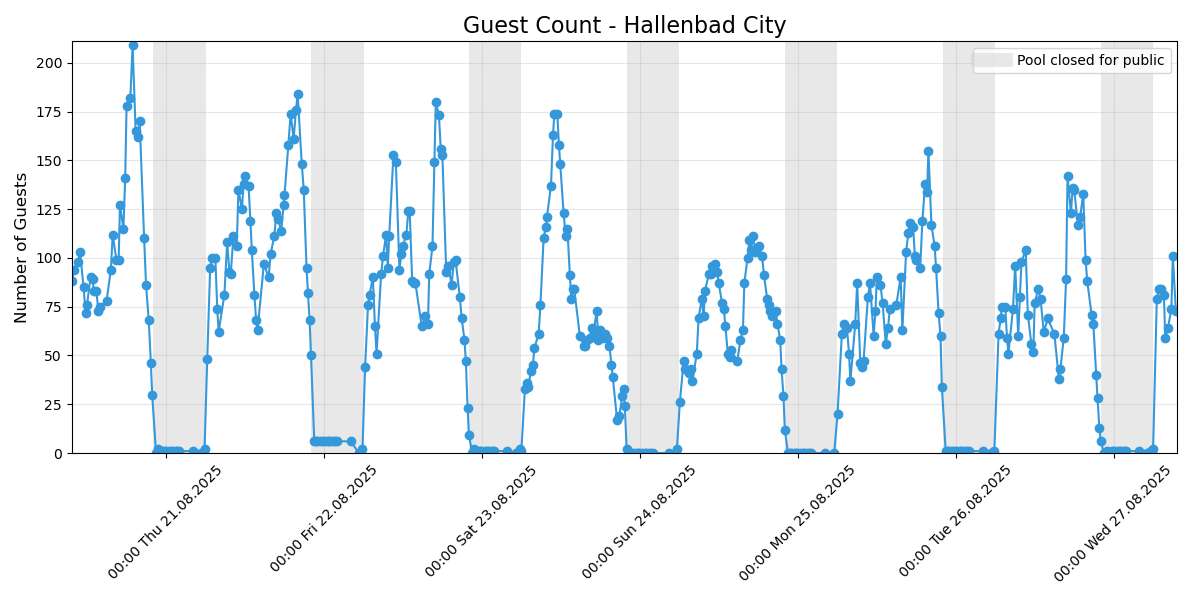 Guest Count - Hallenbad City
Pool closed for public
Number of Guests
200
175
150
125
100
75
50
25
0
00:00 Thu 21.08.2025
00:00 Fri 22.08.2025
00:00 Sat 23.08.2025
00:00 Sun 24.08.2025
00:00 Mon 25.08.2025
00:00 Tue 26.08.2025
00:00 Wed 27.08.2025